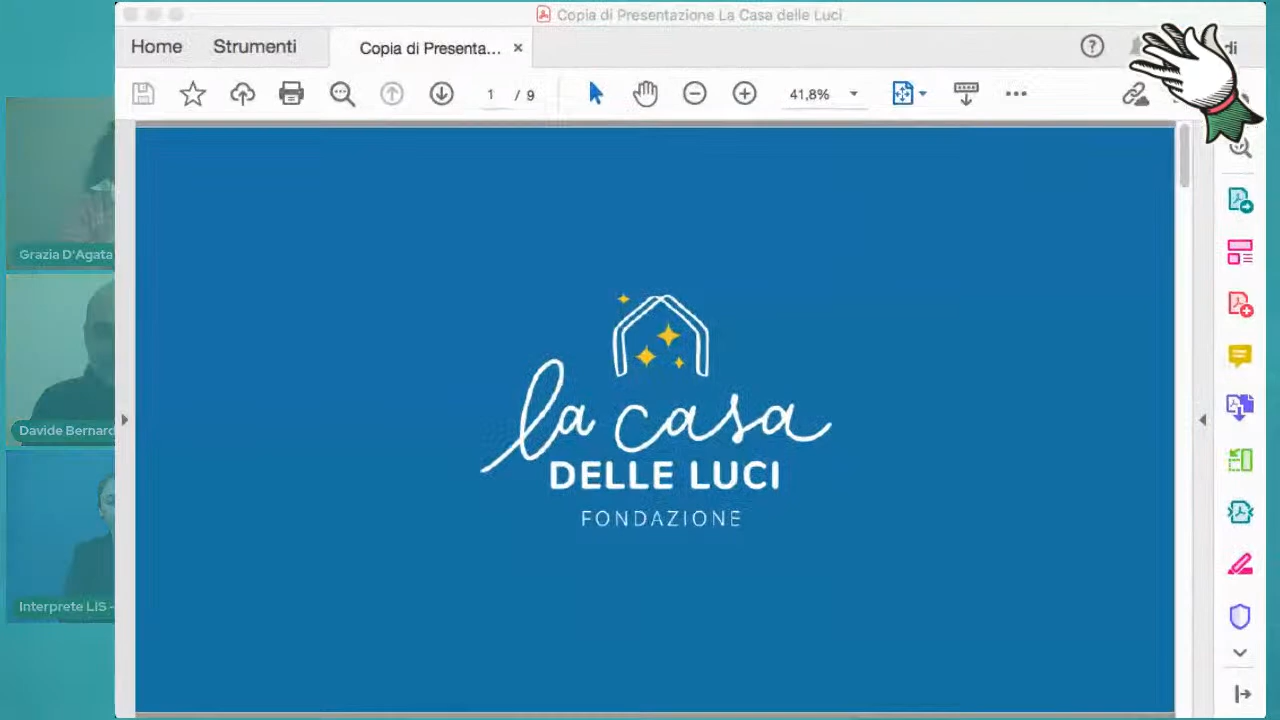 Copia di Presentazione La Casa delle Luci
Home
Strumenti
Copia di Presenta...
di
1
/ 9
41,8%
Grazia D'Agata
Davide Bernard
Interprete LIS -
la casa
DELLE LUCI
FONDAZIONE